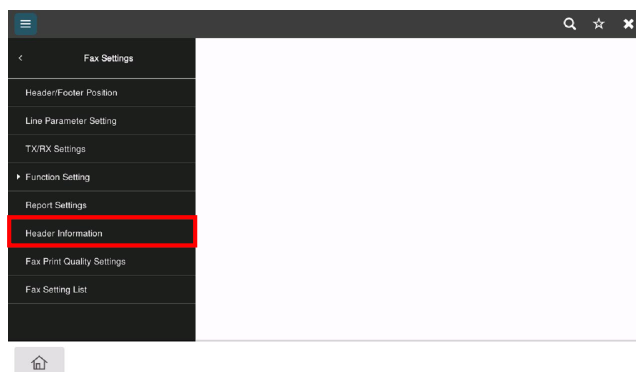 Fax Settings
Header/Footer Position
Line Parameter Setting
TX/RX Settings
Function Setting
Report Settings
Header Information
Fax Print Quality Settings
Fax Setting List